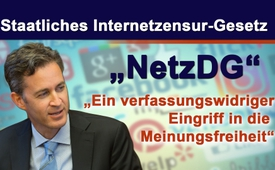 Staatliches Internetzensur-Gesetz
„NetzDG“
„Ein verfassungswidriger
Eingriff in die
Meinungsfreiheit“